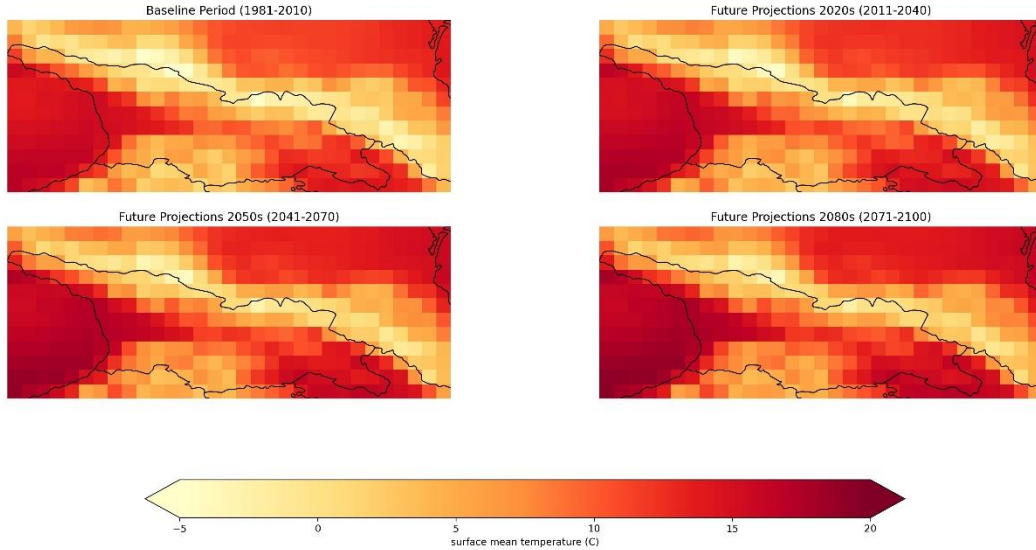 Baseline Period (1981-2010)
Future Projections 2020s (2011-2040)
Future Projections 2050s (2041-2070)
Future Projections 2080s (2071-2100)
−5 0 5 10 15 20
surface mean temperature (C)